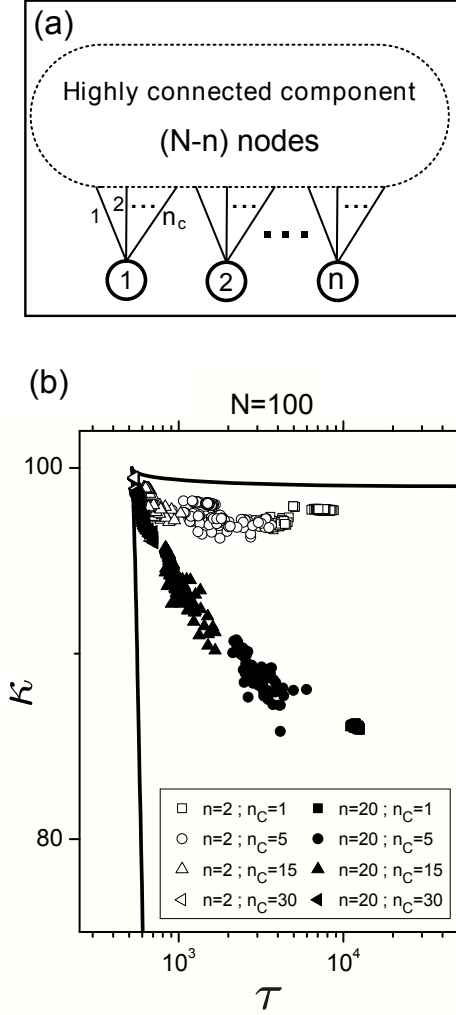 (a)
Highly connected component
(N-n) nodes
1 2 ... n_c ... ...
1 2 ... n
(b)
N=100
100
80
κ
n=2 ; n_C=1 n=20 ; n_C=1
n=2 ; n_C=5 n=20 ; n_C=5
n=2 ; n_C=15 n=20 ; n_C=15
n=2 ; n_C=30 n=20 ; n_C=30
10^3 10^4
τ